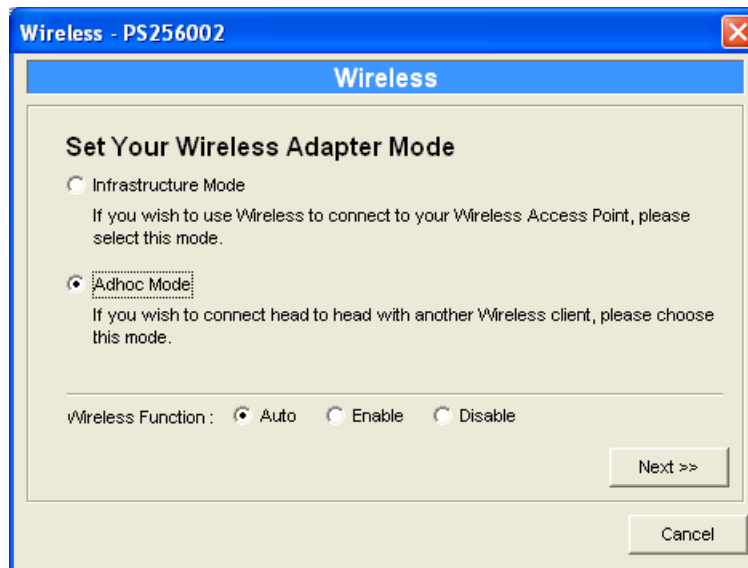 Wireless - PS256002
Wireless
Set Your Wireless Adapter Mode
Infrastructure Mode
If you wish to use Wireless to connect to your Wireless Access Point, please
select this mode.
Adhoc Mode
If you wish to connect head to head with another Wireless client, please choose
this mode.
Wireless Function : Auto Enable Disable
Next >>
Cancel